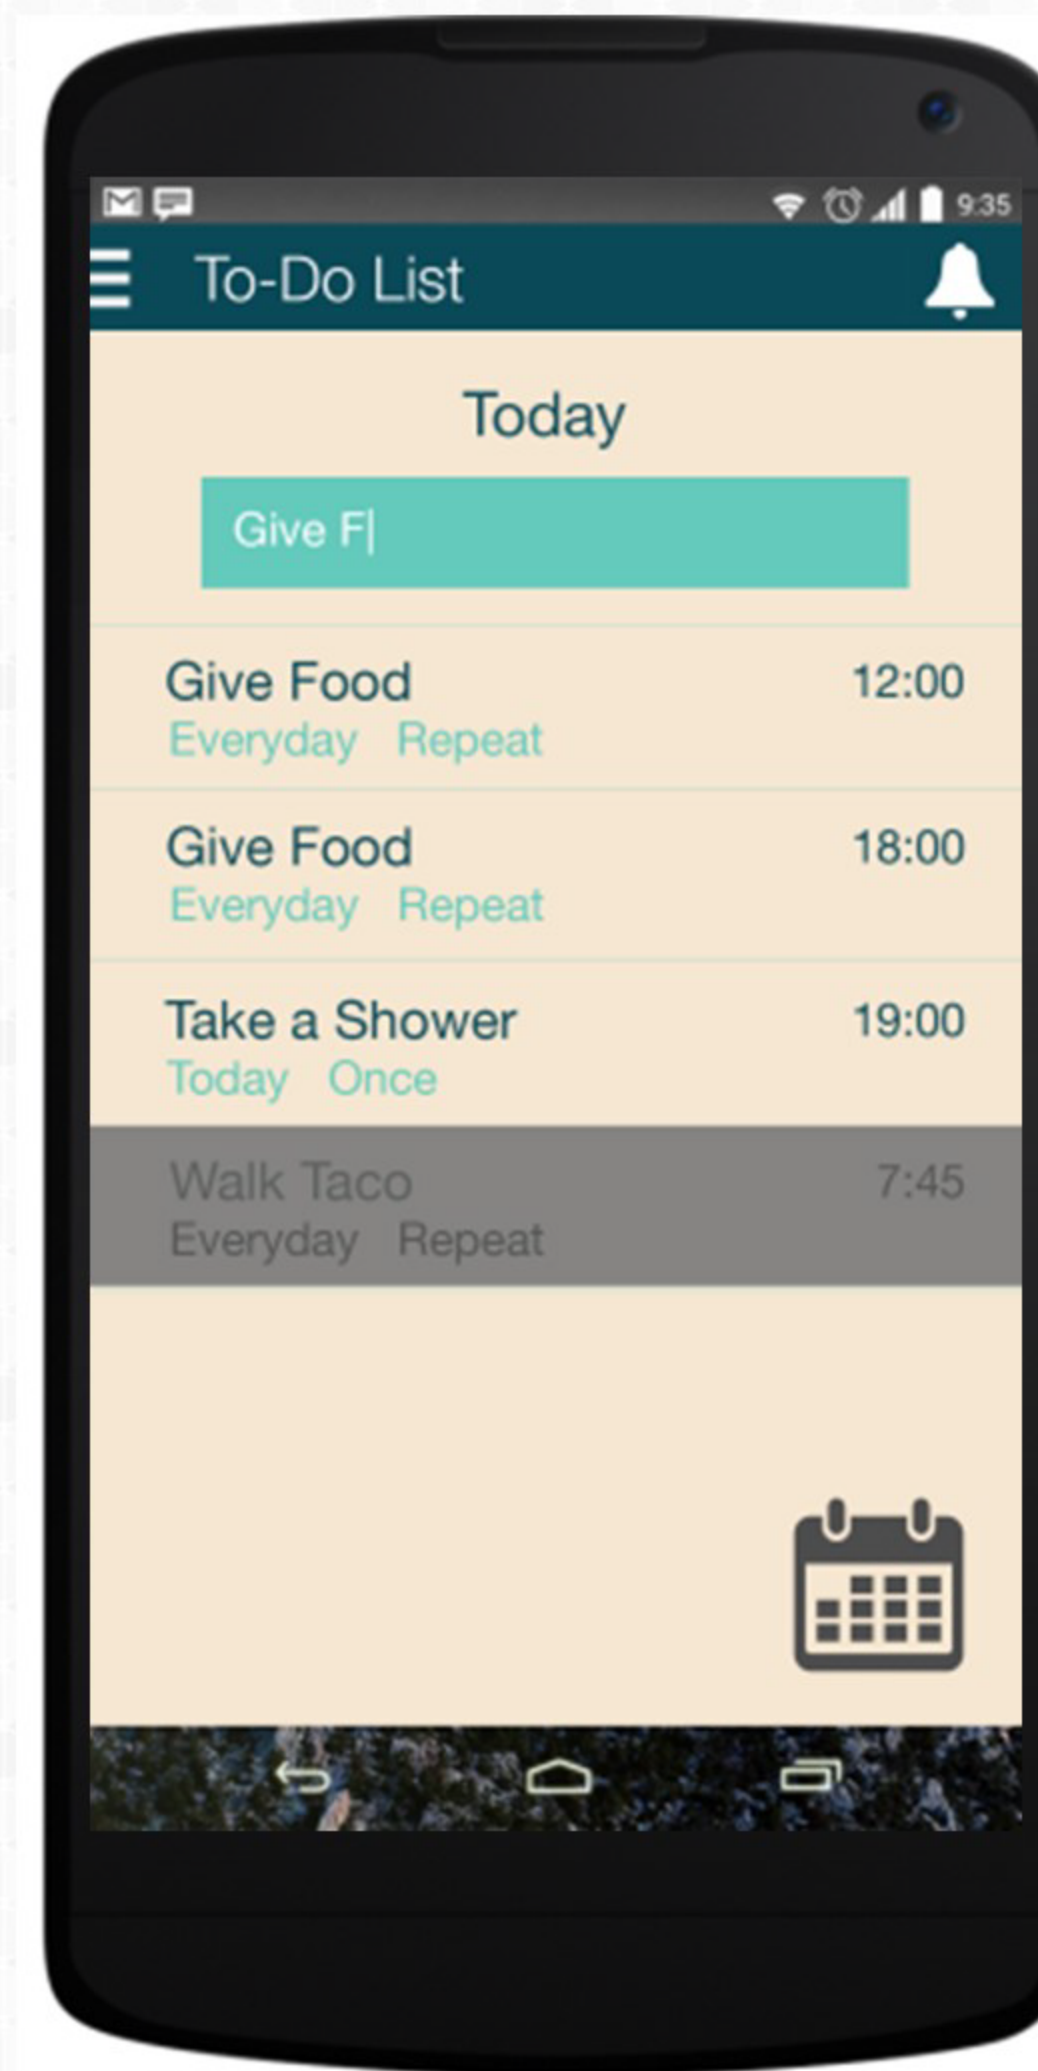 9:35
To-Do List
Today
Give F
Give Food 12:00
Everyday Repeat
Give Food 18:00
Everyday Repeat
Take a Shower 19:00
Today Once
Walk Taco 7:45
Everyday Repeat